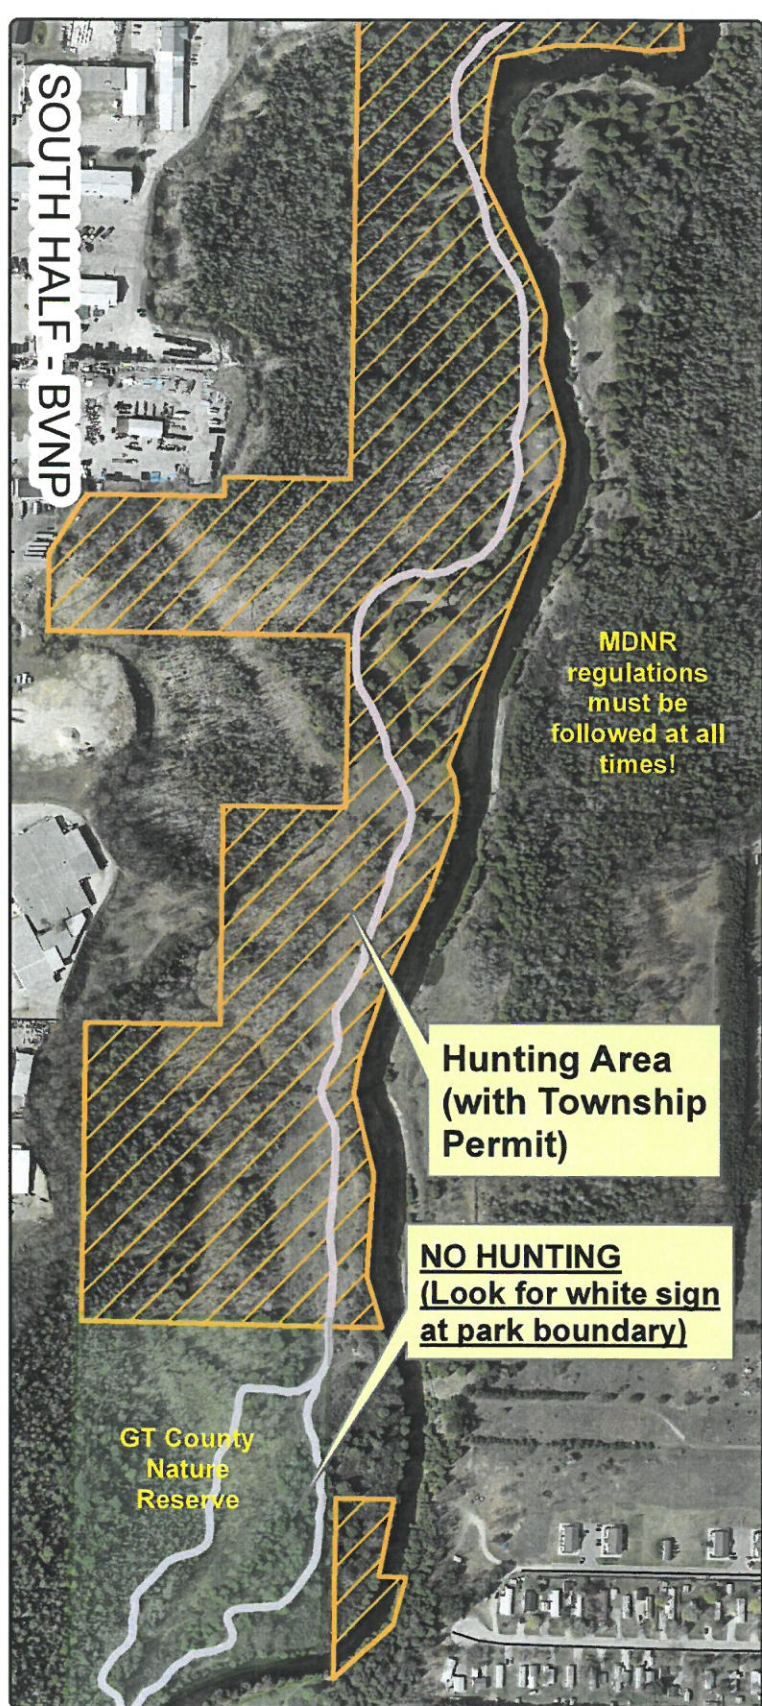 SOUTH HALF - BVNP
MDNR
regulations
must be
followed at all
times!
Hunting Area
(with Township
Permit)
NO HUNTING
(Look for white sign
at park boundary)
GT County
Nature
Reserve